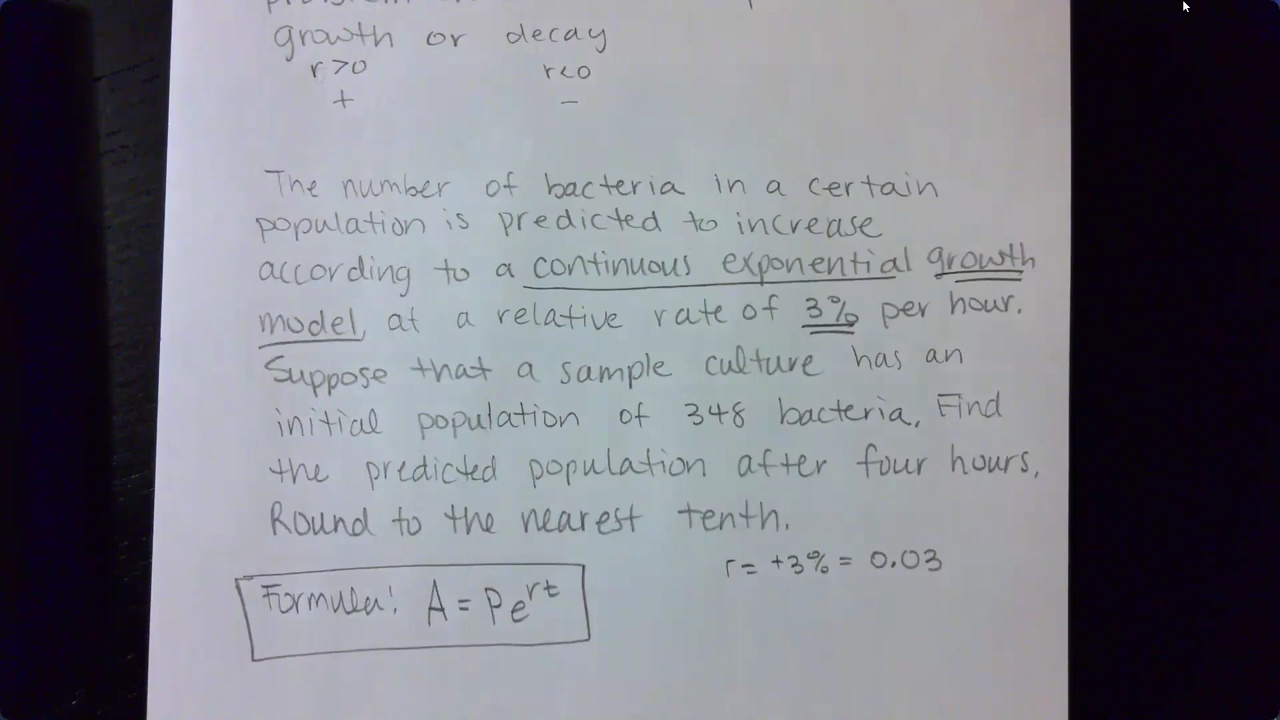 growth or decay
r>0 r<0
+ −
The number of bacteria in a certain
population is predicted to increase
according to a continuous exponential growth
model, at a relative rate of 3% per hour.
Suppose that a sample culture has an
initial population of 348 bacteria. Find
the predicted population after four hours.
Round to the nearest tenth.
r = +3% = 0.03
Formula: A = Pe^{rt}